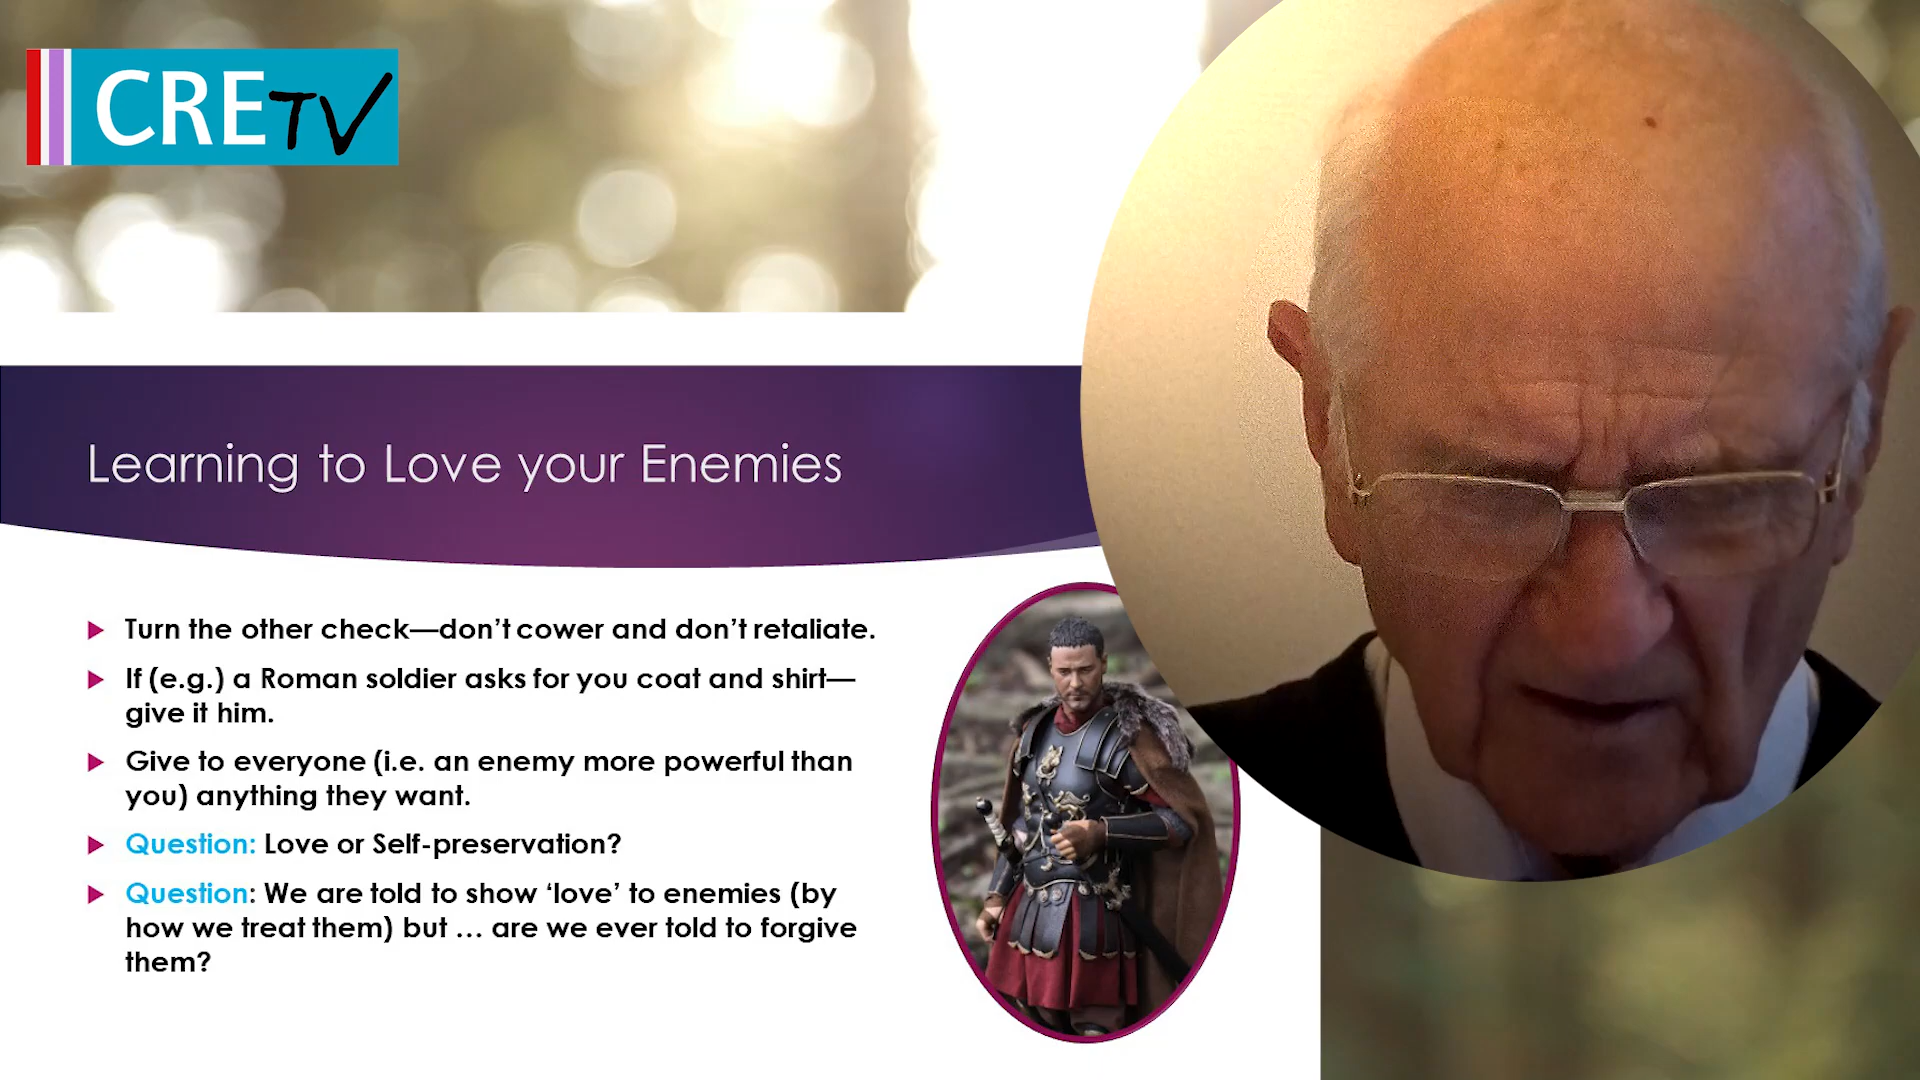 CRE TV
Learning to Love your Enemies
Turn the other check—don't cower and don't retaliate.
If (e.g.) a Roman soldier asks for you coat and shirt—
give it him.
Give to everyone (i.e. an enemy more powerful than
you) anything they want.
Question: Love or Self-preservation?
Question: We are told to show ‘love’ to enemies (by
how we treat them) but … are we ever told to forgive
them?